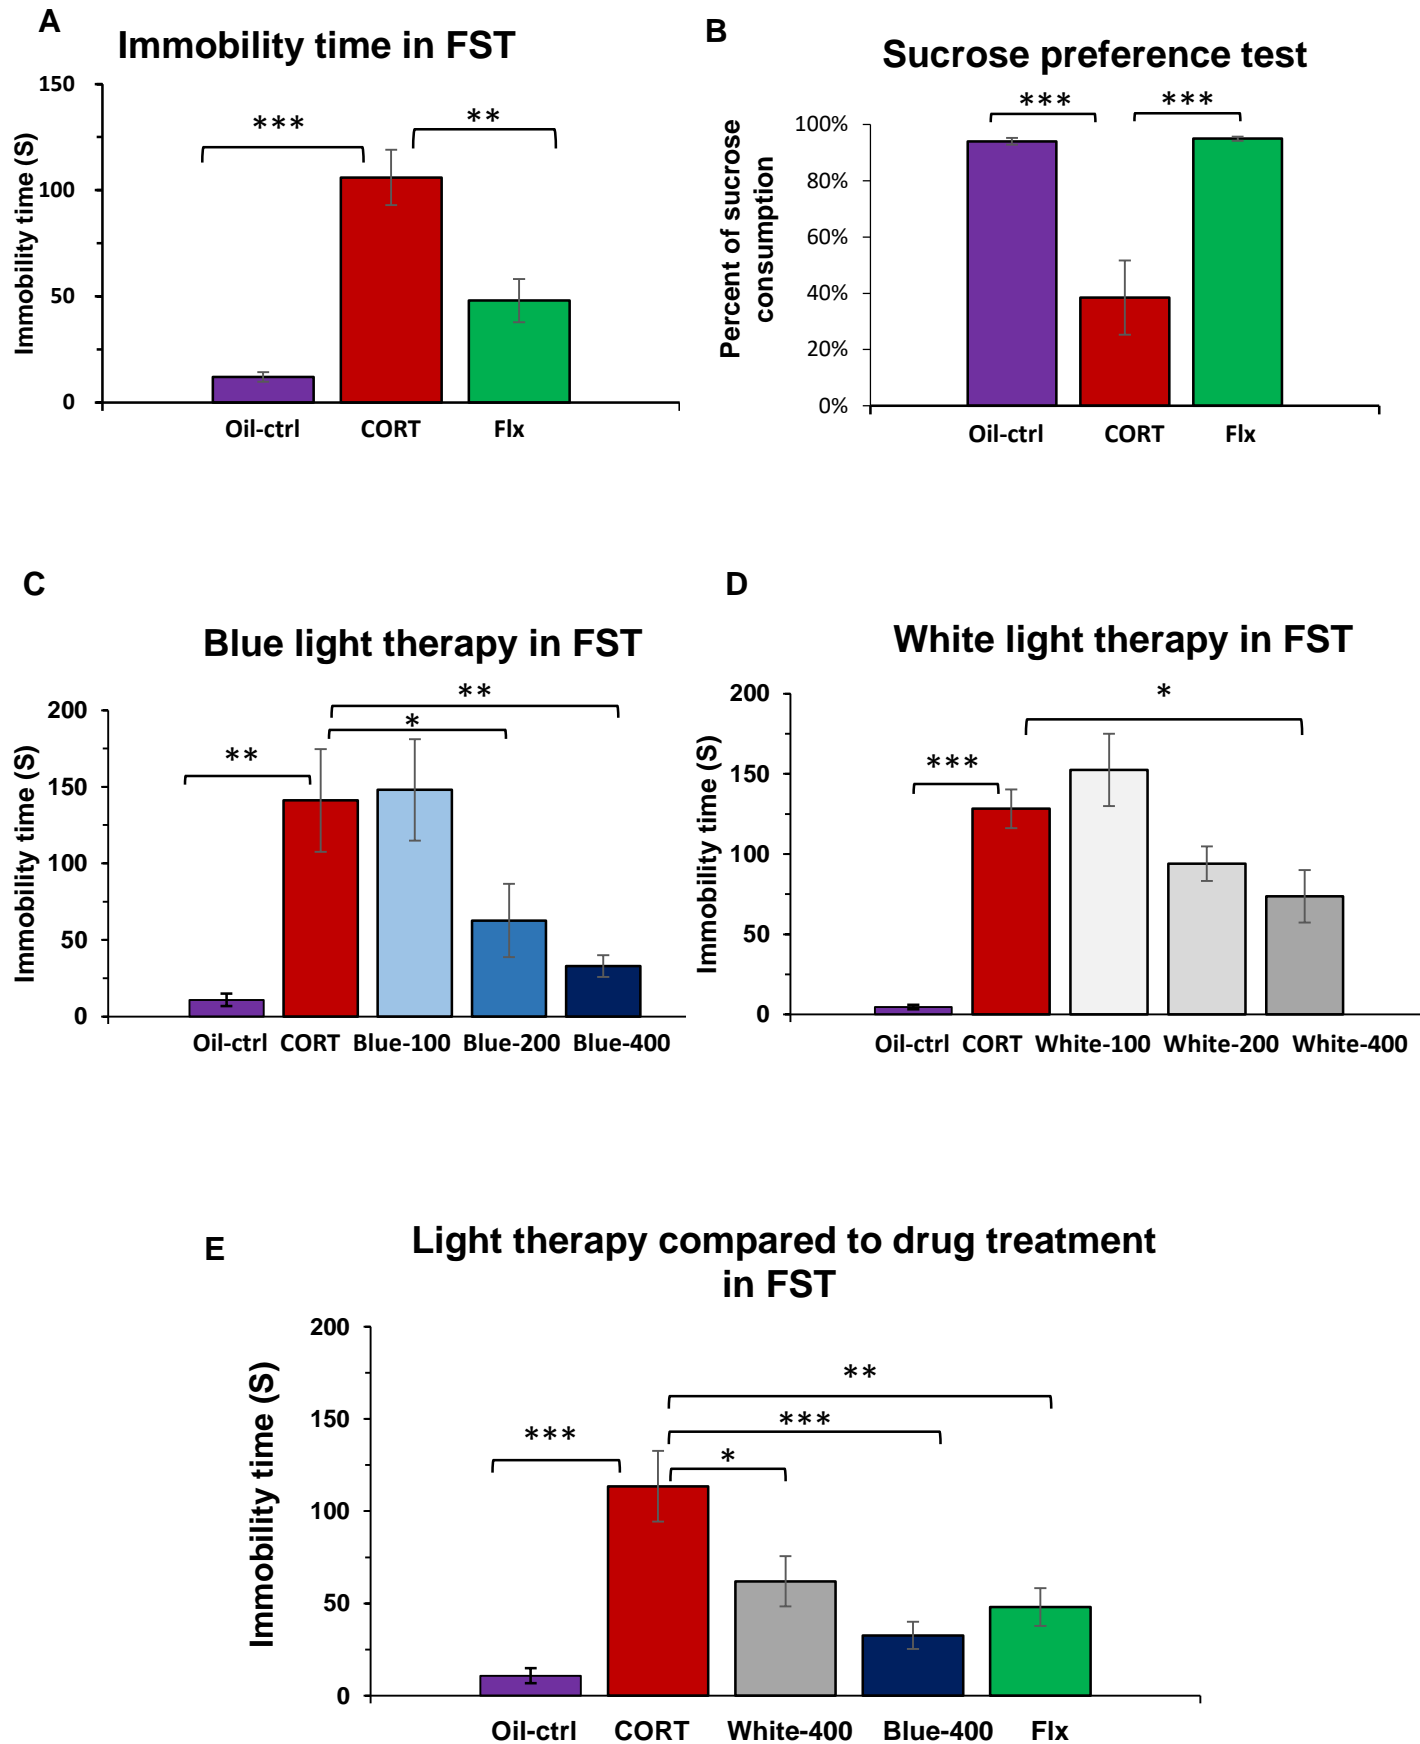 A
Immobility time in FST
Immobility time (S)
150
100
50
0
***
**
Oil-ctrl CORT Flx
B
Sucrose preference test
Percent of sucrose
consumption
100%
80%
60%
40%
20%
0%
***
***
Oil-ctrl CORT Flx
C
Blue light therapy in FST
Immobility time (S)
200
150
100
50
0
**
*
**
Oil-ctrl CORT Blue-100 Blue-200 Blue-400
D
White light therapy in FST
Immobility time (S)
200
150
100
50
0
***
*
Oil-ctrl CORT White-100 White-200 White-400
E
Light therapy compared to drug treatment
in FST
Immobility time (S)
200
150
100
50
0
***
**
***
*
Oil-ctrl CORT White-400 Blue-400 Flx